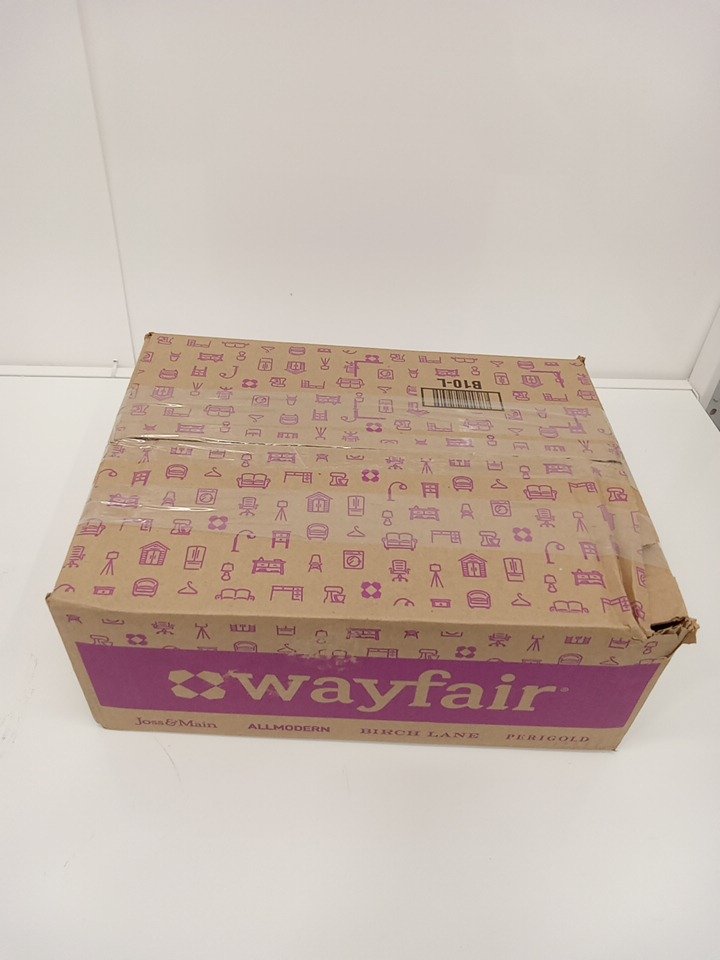 B10-L
wayfair
Joss&Main ALLMODERN BIRCH LANE PERIGOLD